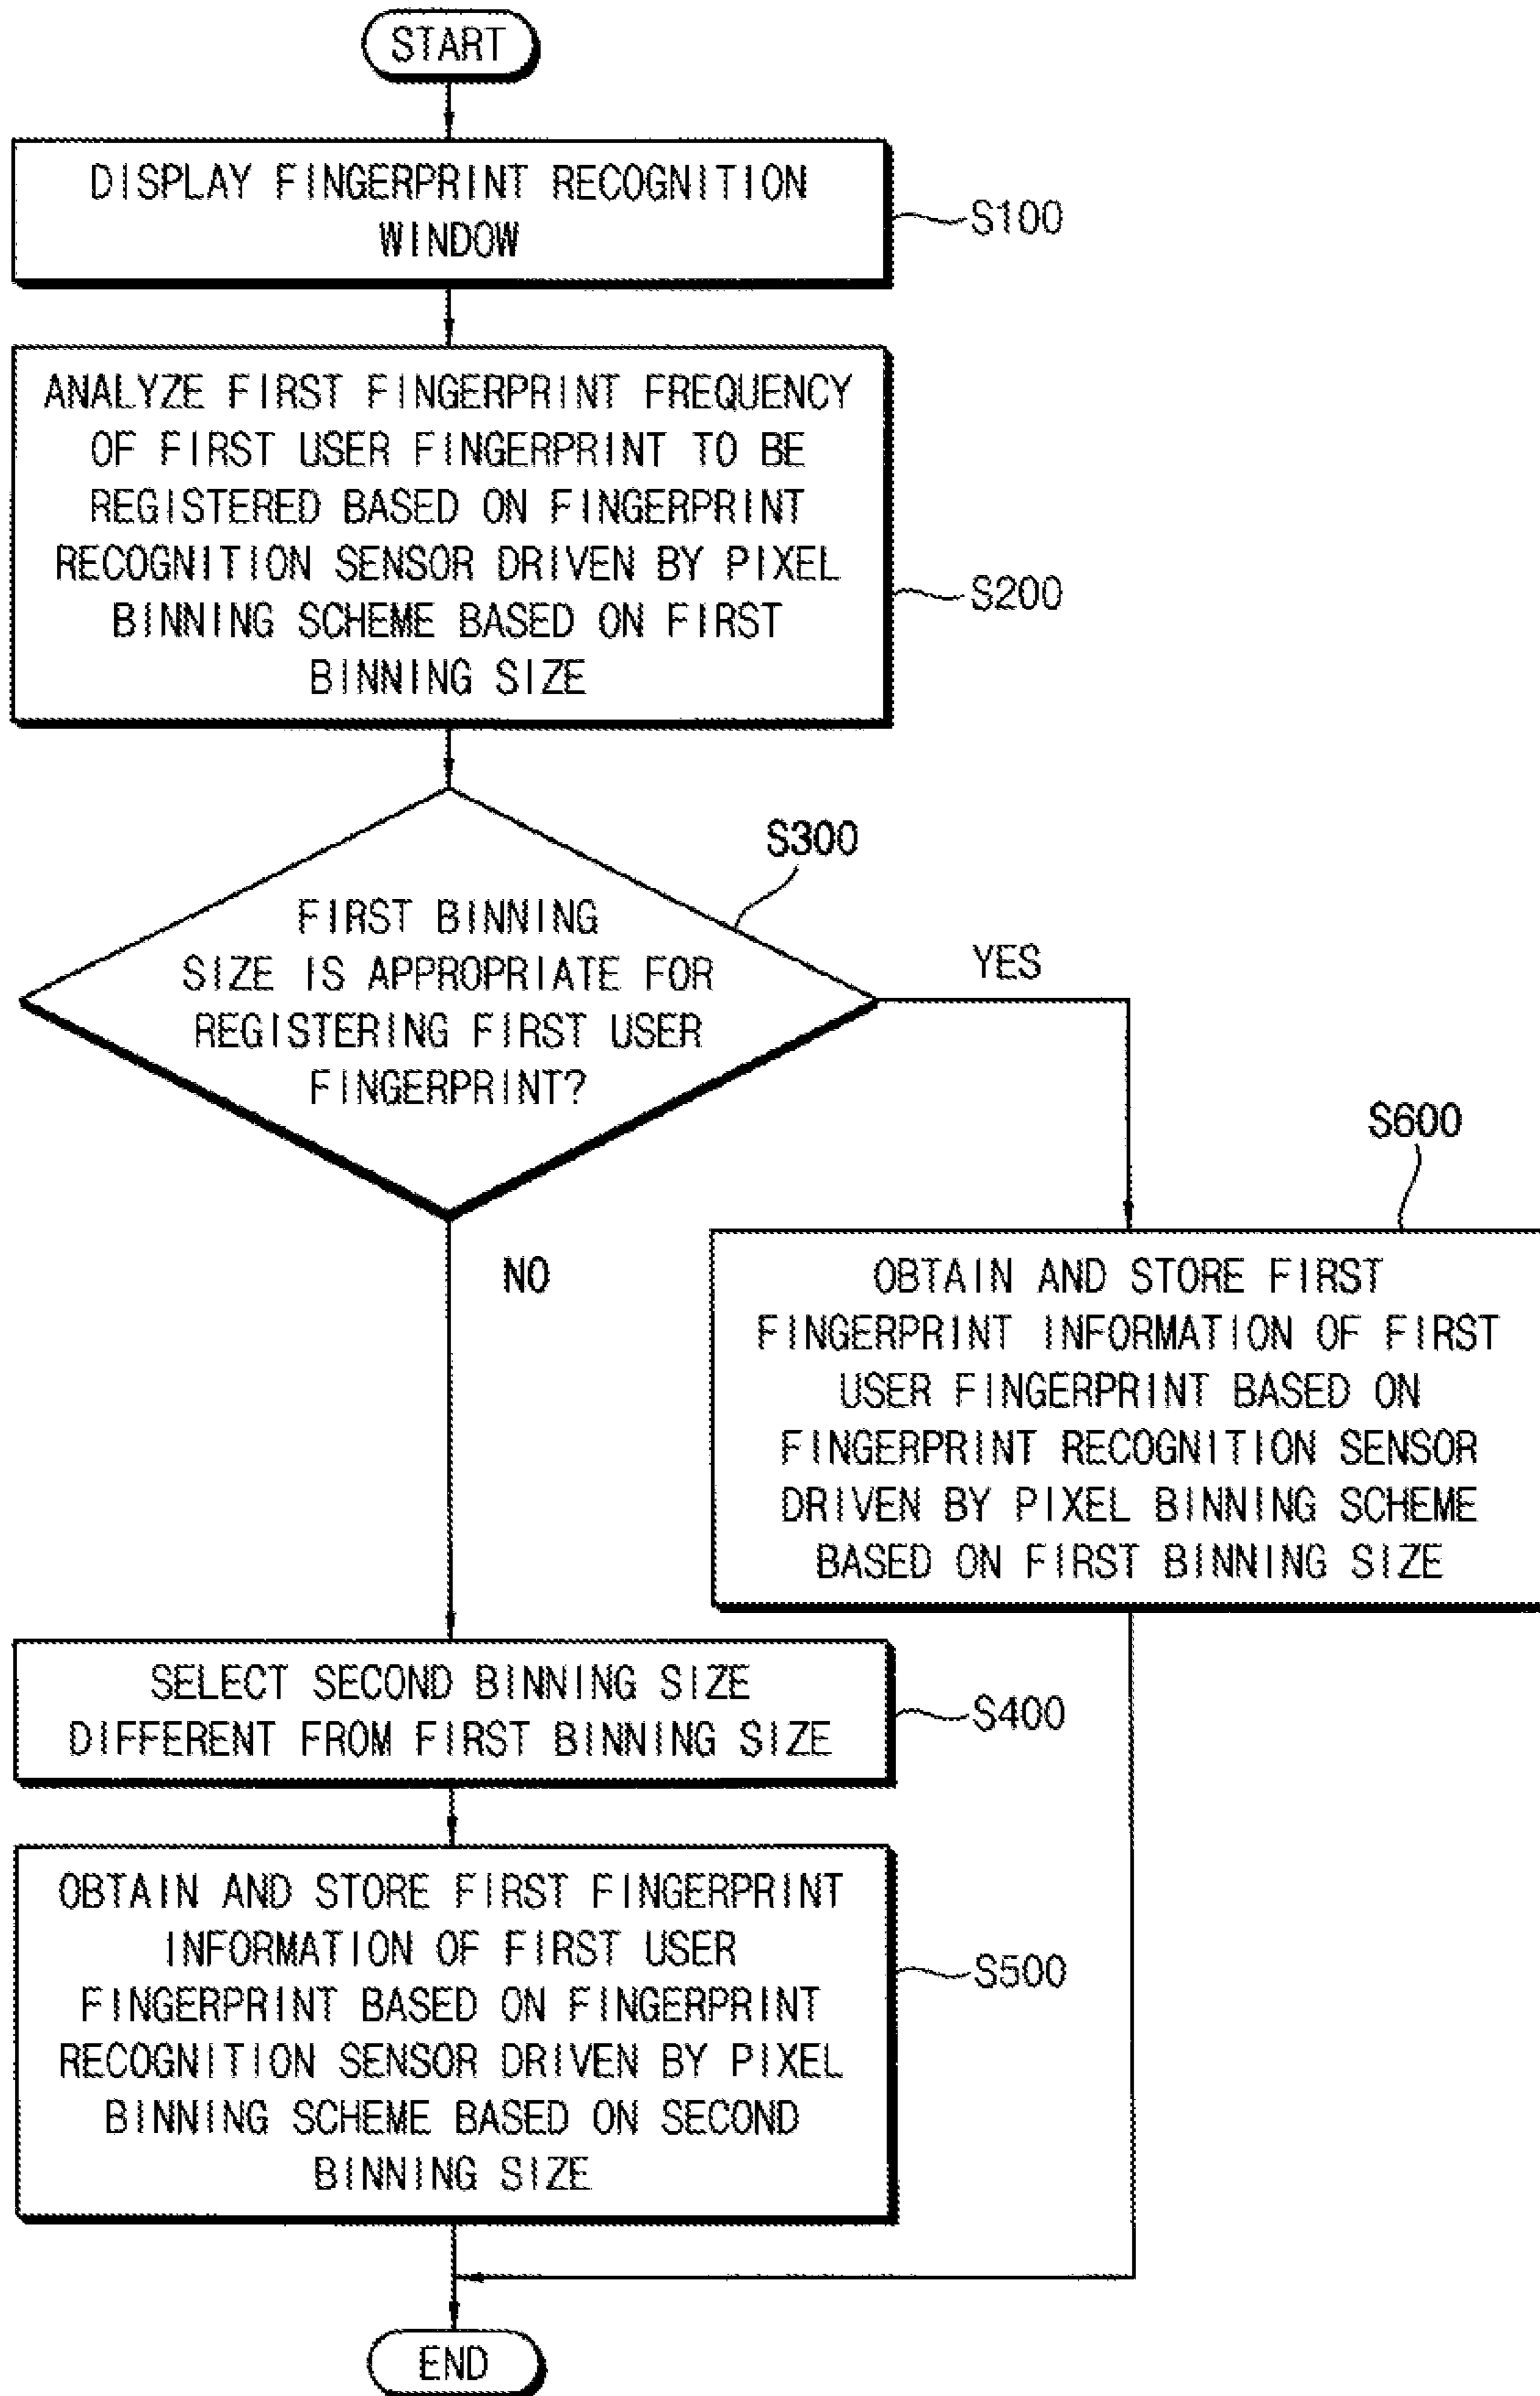 START
DISPLAY FINGERPRINT RECOGNITION
WINDOW
S100
ANALYZE FIRST FINGERPRINT FREQUENCY
OF FIRST USER FINGERPRINT TO BE
REGISTERED BASED ON FINGERPRINT
RECOGNITION SENSOR DRIVEN BY PIXEL
BINNING SCHEME BASED ON FIRST
BINNING SIZE
S200
S300
FIRST BINNING
SIZE IS APPROPRIATE FOR
REGISTERING FIRST USER
FINGERPRINT?
YES
NO
S600
OBTAIN AND STORE FIRST
FINGERPRINT INFORMATION OF FIRST
USER FINGERPRINT BASED ON
FINGERPRINT RECOGNITION SENSOR
DRIVEN BY PIXEL BINNING SCHEME
BASED ON FIRST BINNING SIZE
SELECT SECOND BINNING SIZE
DIFFERENT FROM FIRST BINNING SIZE
S400
OBTAIN AND STORE FIRST FINGERPRINT
INFORMATION OF FIRST USER
FINGERPRINT BASED ON FINGERPRINT
RECOGNITION SENSOR DRIVEN BY PIXEL
BINNING SCHEME BASED ON SECOND
BINNING SIZE
S500
END